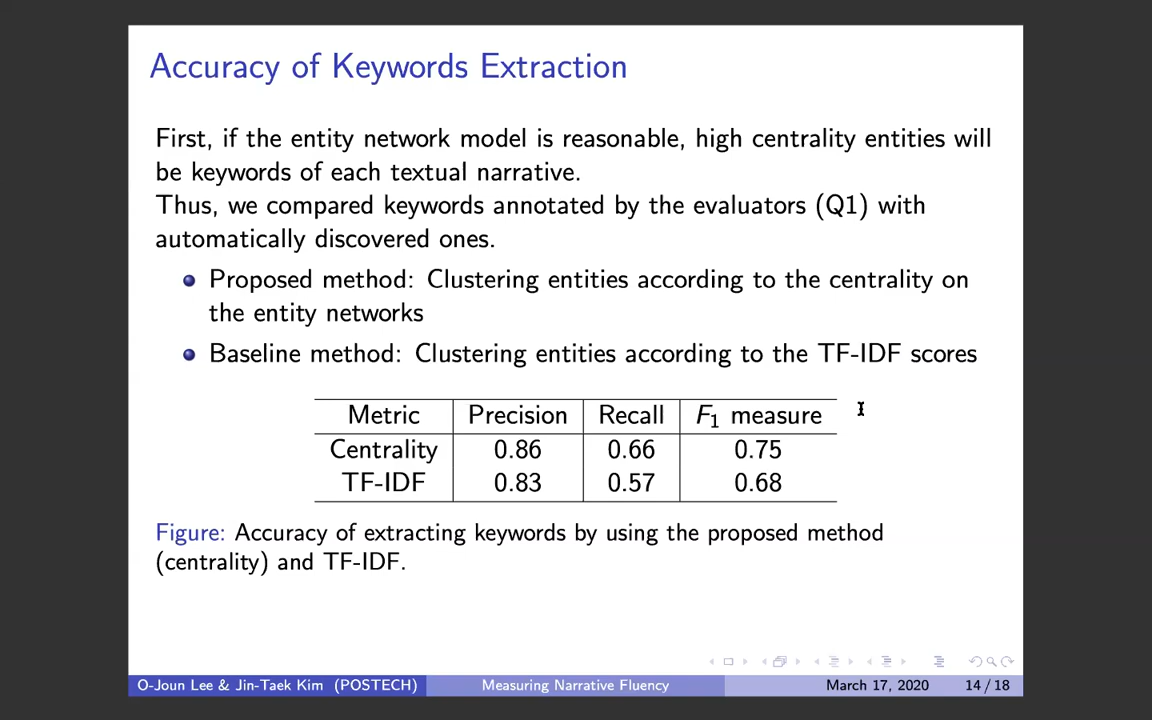 Accuracy of Keywords Extraction
First, if the entity network model is reasonable, high centrality entities will
be keywords of each textual narrative.
Thus, we compared keywords annotated by the evaluators (Q1) with
automatically discovered ones.
Proposed method: Clustering entities according to the centrality on
the entity networks
Baseline method: Clustering entities according to the TF-IDF scores
Metric Precision Recall F1 measure
Centrality 0.86 0.66 0.75
TF-IDF 0.83 0.57 0.68
Figure: Accuracy of extracting keywords by using the proposed method
(centrality) and TF-IDF.
O-Joun Lee & Jin-Taek Kim (POSTECH) Measuring Narrative Fluency March 17, 2020 14 / 18